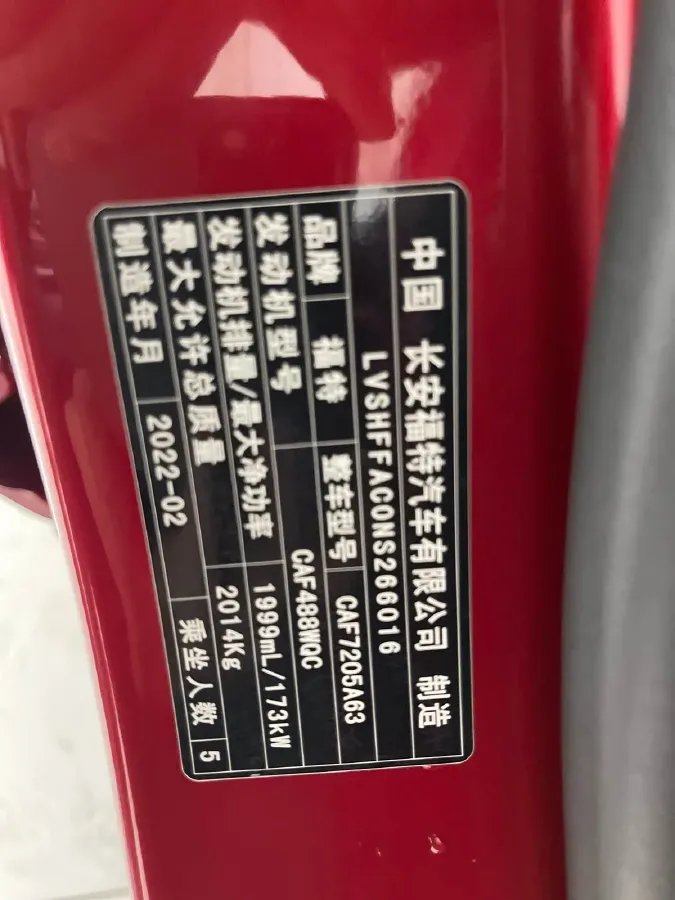 中国 长安福特汽车有限公司 制造
LVSHFFAC0NS266016
品牌 福特 整车型号 CAF7205A63
发动机型号 CAF488WQC
发动机排量/最大净功率 1999mL/173kW
最大允许总质量 2014Kg
制造年月 2022-02 乘坐人数 5